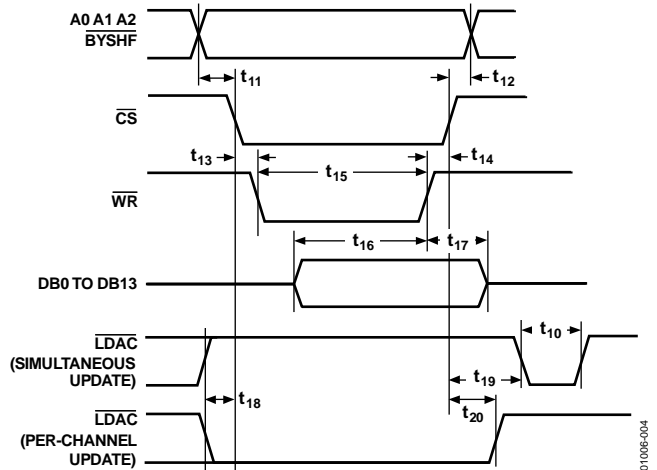 A0 A1 A2
BYSHF
t11
t12
CS
t13
t15
t14
WR
t16
t17
DB0 TO DB13
LDAC
(SIMULTANEOUS
UPDATE)
t10
t19
t18
t20
LDAC
(PER-CHANNEL
UPDATE)
01006-004